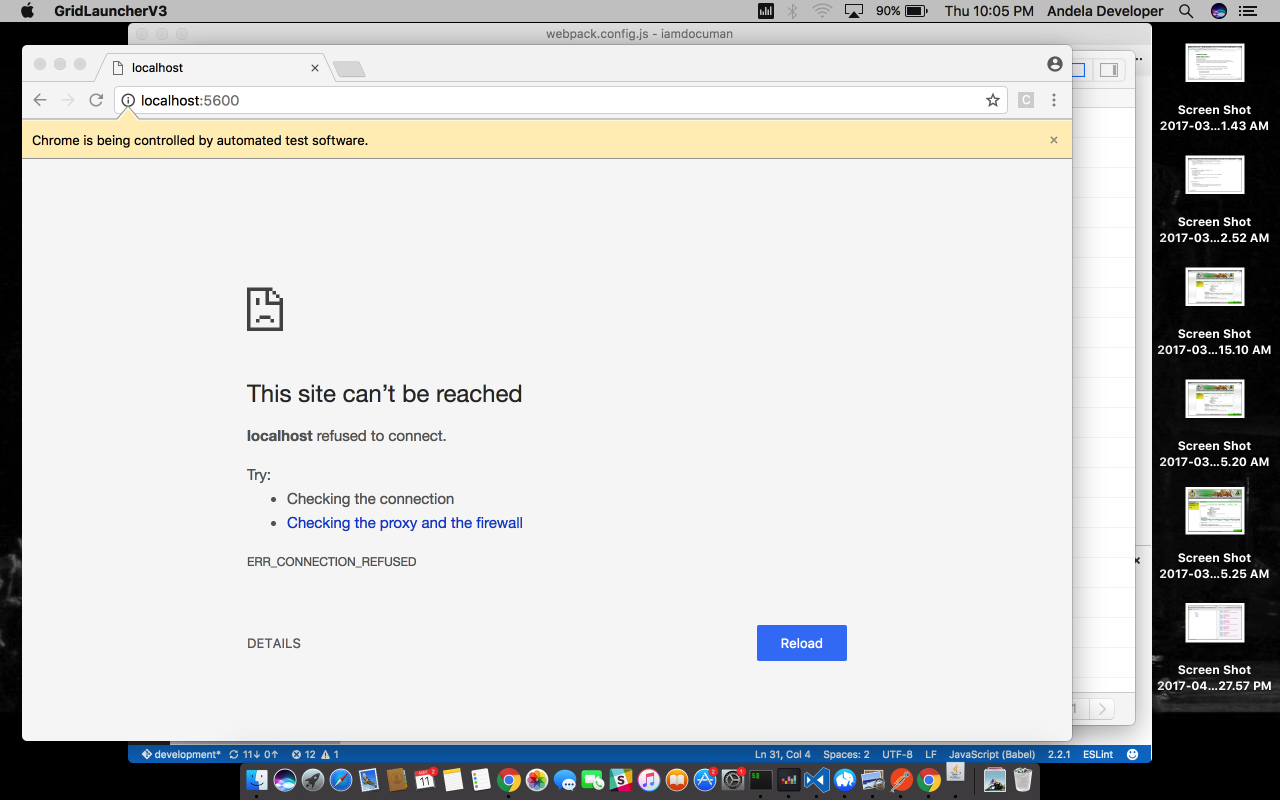 GridLauncherV3
90%
Thu 10:05 PM
Andela Developer
webpack.config.js - iamdocuman
localhost
localhost:5600
C
Chrome is being controlled by automated test software.
This site can’t be reached
localhost refused to connect.
Try:
• Checking the connection
• Checking the proxy and the firewall
ERR_CONNECTION_REFUSED
DETAILS
Reload
Screen Shot
2017-03...1.43 AM
Screen Shot
2017-03...2.52 AM
Screen Shot
2017-03...15.10 AM
Screen Shot
2017-03...5.20 AM
Screen Shot
2017-03...5.25 AM
Screen Shot
2017-04...27.57 PM
development*
11↓ 0↑
12
1
Ln 31, Col 4
Spaces: 2
UTF-8
LF
JavaScript (Babel)
2.2.1
ESLint
11